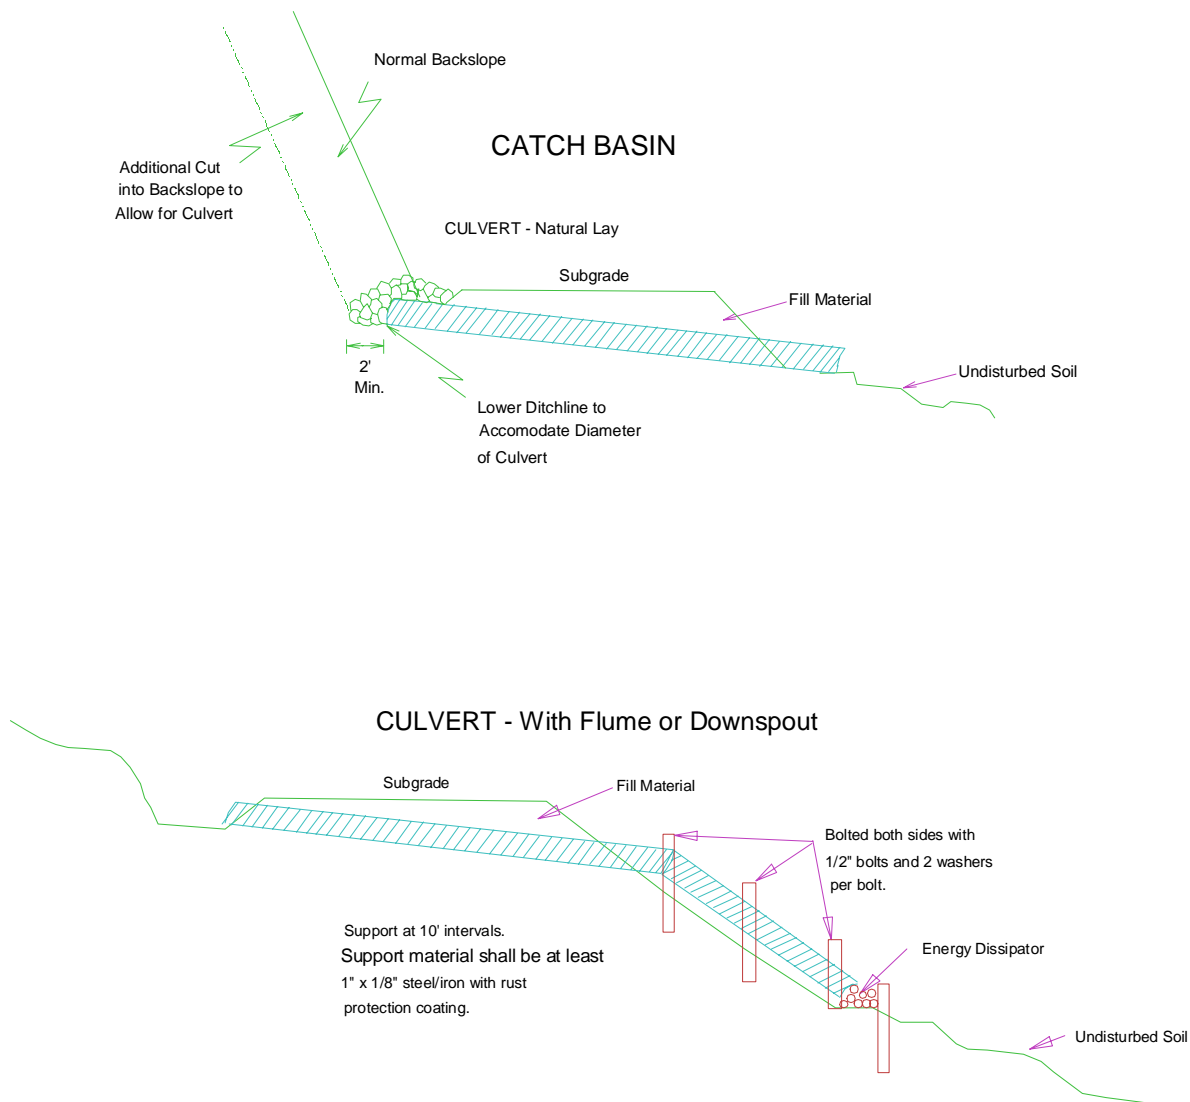 Normal Backslope
CATCH BASIN
Additional Cut
into Backslope to
Allow for Culvert
CULVERT - Natural Lay
Subgrade
Fill Material
2'
Min.
Undisturbed Soil
Lower Ditchline to
Accomodate Diameter
of Culvert
CULVERT - With Flume or Downspout
Subgrade
Fill Material
Bolted both sides with
1/2" bolts and 2 washers
per bolt.
Support at 10' intervals.
Support material shall be at least
1" x 1/8" steel/iron with rust
protection coating.
Energy Dissipator
Undisturbed Soil